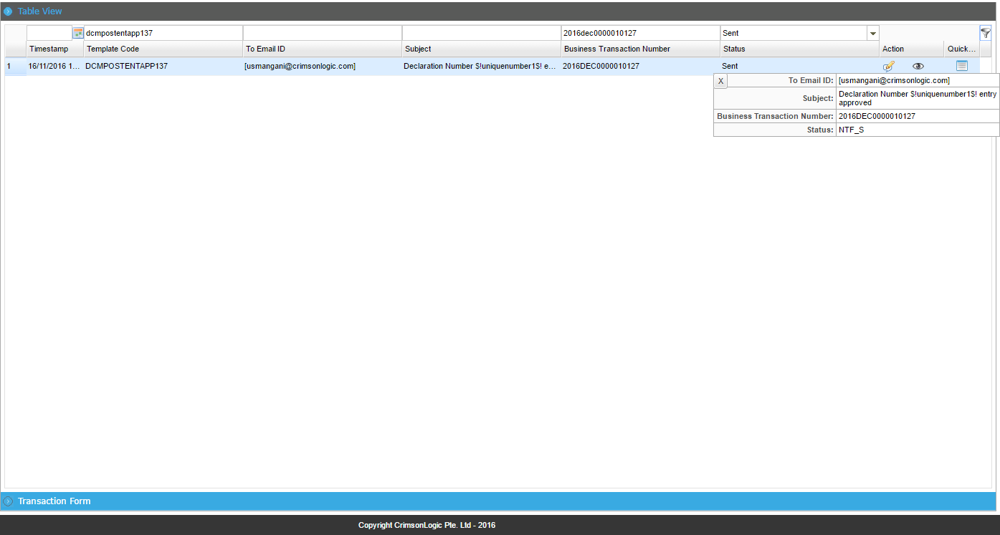 Table View
dcmpostentapp137 2016dec0000010127 Sent
Timestamp Template Code To Email ID Subject Business Transaction Number Status Action Quick...
1 16/11/2016 1... DCMPOSTENTAPP137 [usmangani@crimsonlogic.com] Declaration Number $!uniquenumber1$! e... 2016DEC0000010127 Sent
X To Email ID: [usmangani@crimsonlogic.com]
Subject: Declaration Number $!uniquenumber1$! entry
approved
Business Transaction Number: 2016DEC0000010127
Status: NTF_S
Transaction Form
Copyright CrimsonLogic Pte. Ltd - 2016